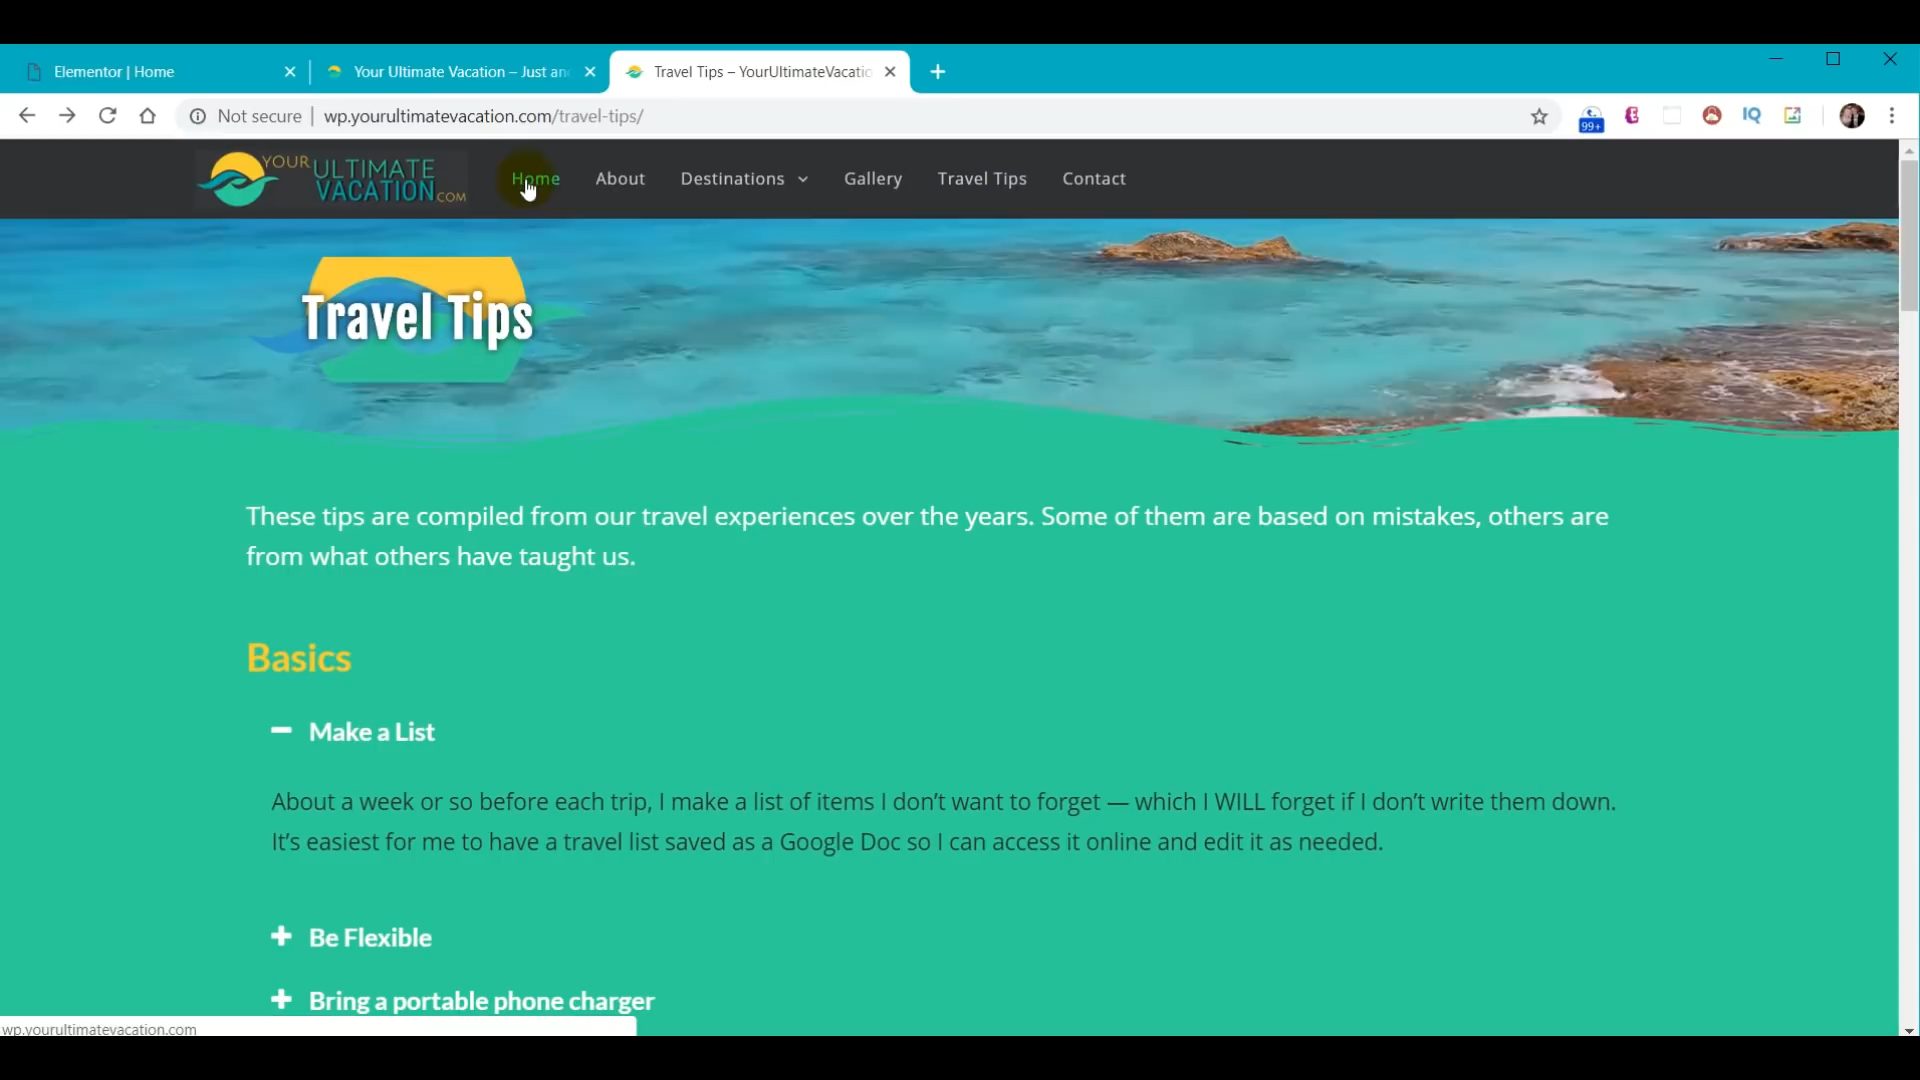 Elementor | Home
Your Ultimate Vacation – Just an
Travel Tips – YourUltimateVacatio
Not secure | wp.yourultimatevacation.com/travel-tips/
99+
IQ
YOUR ULTIMATE VACATION.COM
Home
About
Destinations
Gallery
Travel Tips
Contact
Travel Tips
These tips are compiled from our travel experiences over the years. Some of them are based on mistakes, others are
from what others have taught us.
Basics
Make a List
About a week or so before each trip, I make a list of items I don’t want to forget — which I WILL forget if I don’t write them down.
It’s easiest for me to have a travel list saved as a Google Doc so I can access it online and edit it as needed.
Be Flexible
Bring a portable phone charger
wp.yourultimatevacation.com